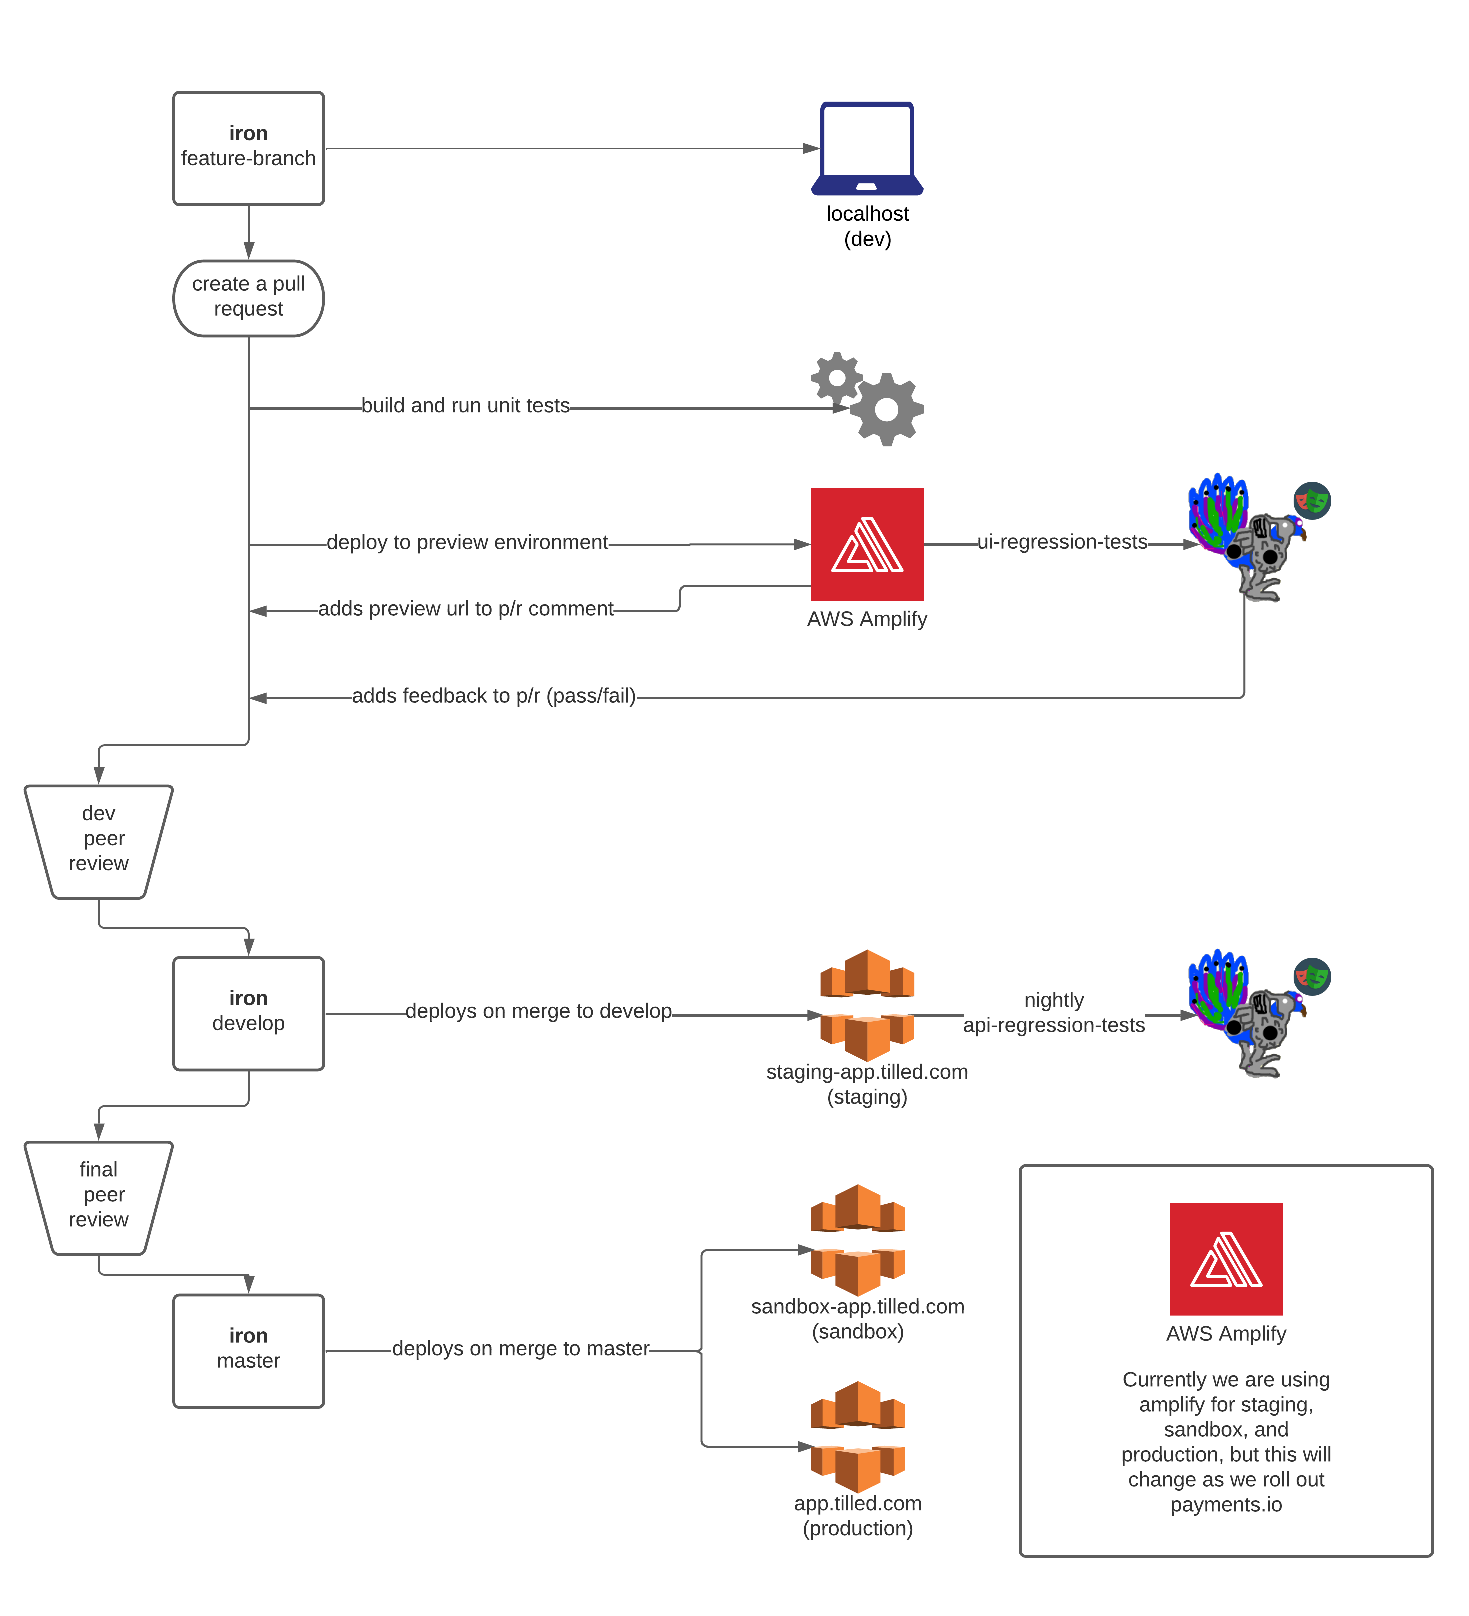 iron
feature-branch
localhost
(dev)
create a pull
request
build and run unit tests
deploy to preview environment
ui-regression-tests
adds preview url to p/r comment
AWS Amplify
adds feedback to p/r (pass/fail)
dev
peer
review
iron
develop
deploys on merge to develop
staging-app.tilled.com
(staging)
nightly
api-regression-tests
final
peer
review
iron
master
deploys on merge to master
sandbox-app.tilled.com
(sandbox)
app.tilled.com
(production)
AWS Amplify
Currently we are using
amplify for staging,
sandbox, and
production, but this will
change as we roll out
payments.io